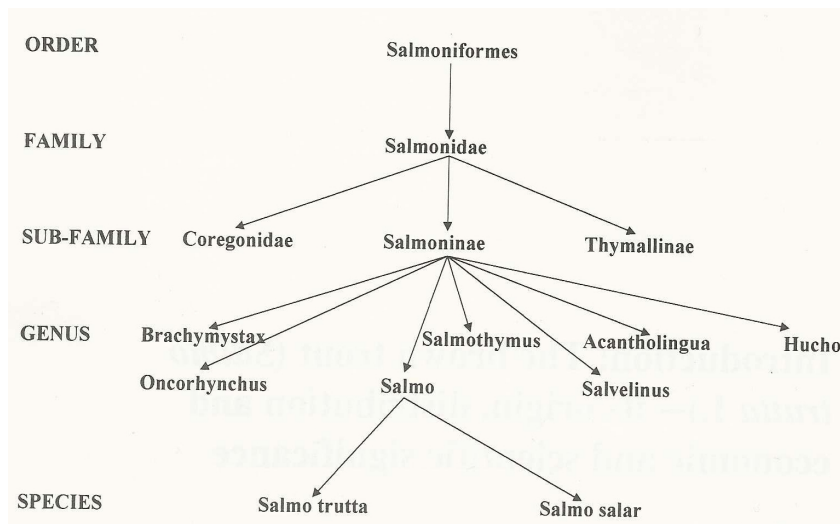 ORDER Salmoniformes
FAMILY Salmonidae
SUB-FAMILY Coregonidae Salmoninae Thymallinae
GENUS Brachymystax Salmothymus Acantholingua Hucho
Oncorhynchus Salmo Salvelinus
SPECIES Salmo trutta Salmo salar